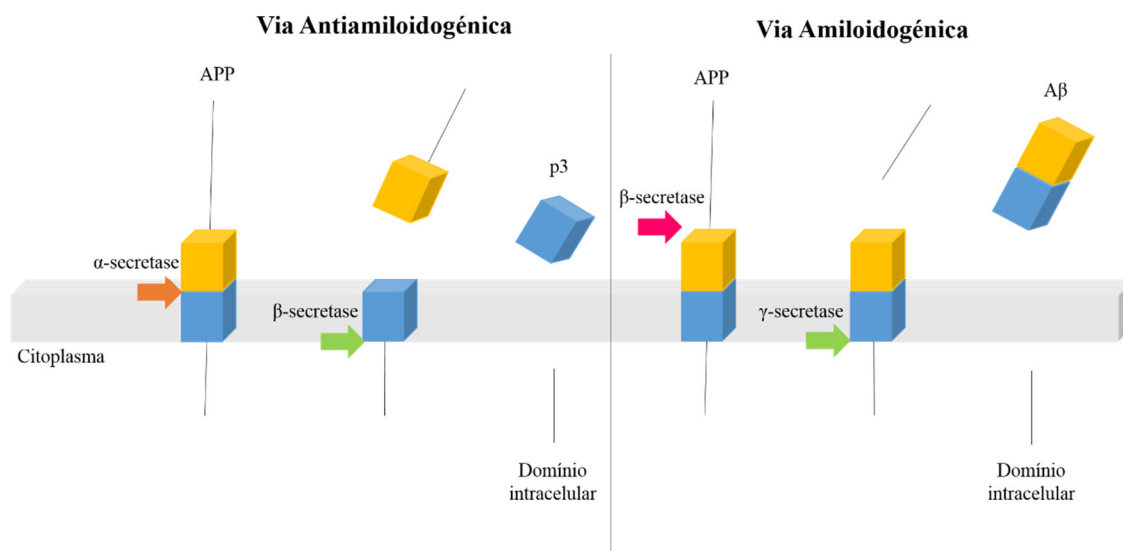 Via Antiamiloidogénica
APP
p3
α-secretase
β-secretase
Citoplasma
Domínio
intracelular
Via Amiloidogénica
APP
Aβ
β-secretase
γ-secretase
Domínio
intracelular